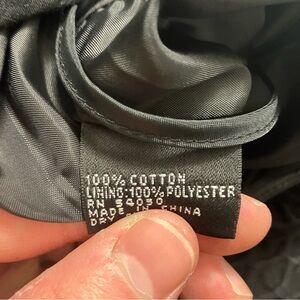 100% COTTON
LINING:100% POLYESTER
RN 54050
MADE IN CHINA
DRY